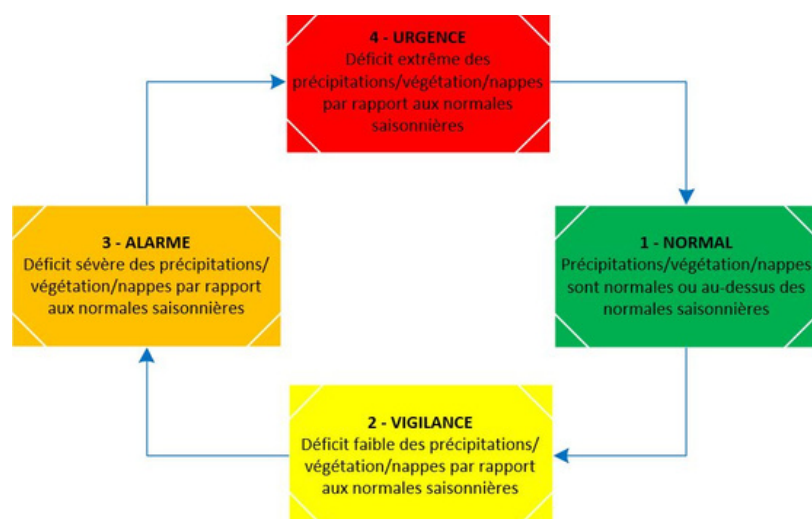 4 - URGENCE
Déficit extrême des
précipitations/végétation/nappes
par rapport aux normales
saisonnières
3 - ALARME
Déficit sévère des précipitations/
végétation/nappes par rapport
aux normales saisonnières
1 - NORMAL
Précipitations/végétation/nappes
sont normales ou au-dessus des
normales saisonnières
2 - VIGILANCE
Déficit faible des précipitations/
végétation/nappes par rapport
aux normales saisonnières